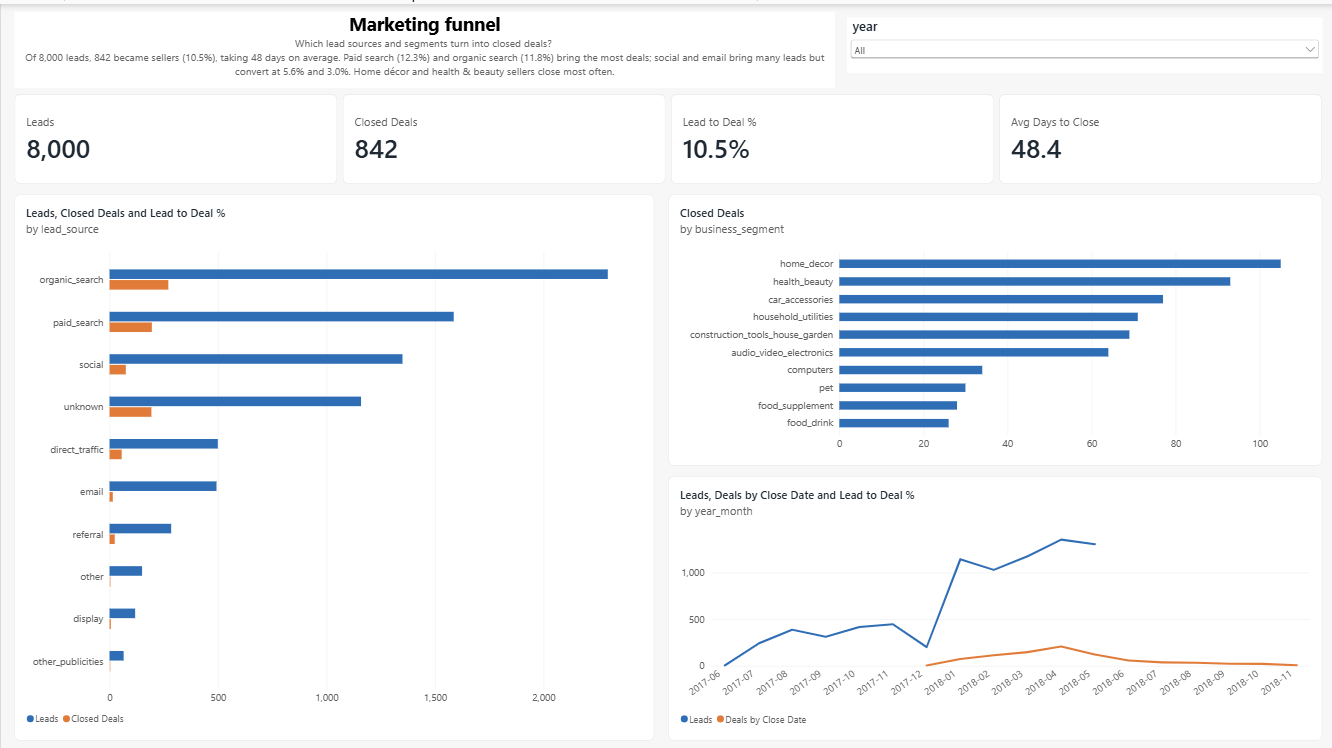 Marketing funnel
Which lead sources and segments turn into closed deals?
Of 8,000 leads, 842 became sellers (10.5%), taking 48 days on average. Paid search (12.3%) and organic search (11.8%) bring the most deals; social and email bring many leads but
convert at 5.6% and 3.0%. Home décor and health & beauty sellers close most often.
year
All
Leads
8,000
Closed Deals
842
Lead to Deal %
10.5%
Avg Days to Close
48.4
Leads, Closed Deals and Lead to Deal %
by lead_source
organic_search
paid_search
social
unknown
direct_traffic
email
referral
other
display
other_publicities
0 500 1,000 1,500 2,000
Leads Closed Deals
Closed Deals
by business_segment
home_decor
health_beauty
car_accessories
household_utilities
construction_tools_house_garden
audio_video_electronics
computers
pet
food_supplement
food_drink
0 20 40 60 80 100
Leads, Deals by Close Date and Lead to Deal %
by year_month
1,000
500
0
2017-06 2017-07 2017-08 2017-09 2017-10 2017-11 2017-12 2018-01 2018-02 2018-03 2018-04 2018-05 2018-06 2018-07 2018-08 2018-09 2018-10 2018-11
Leads Deals by Close Date